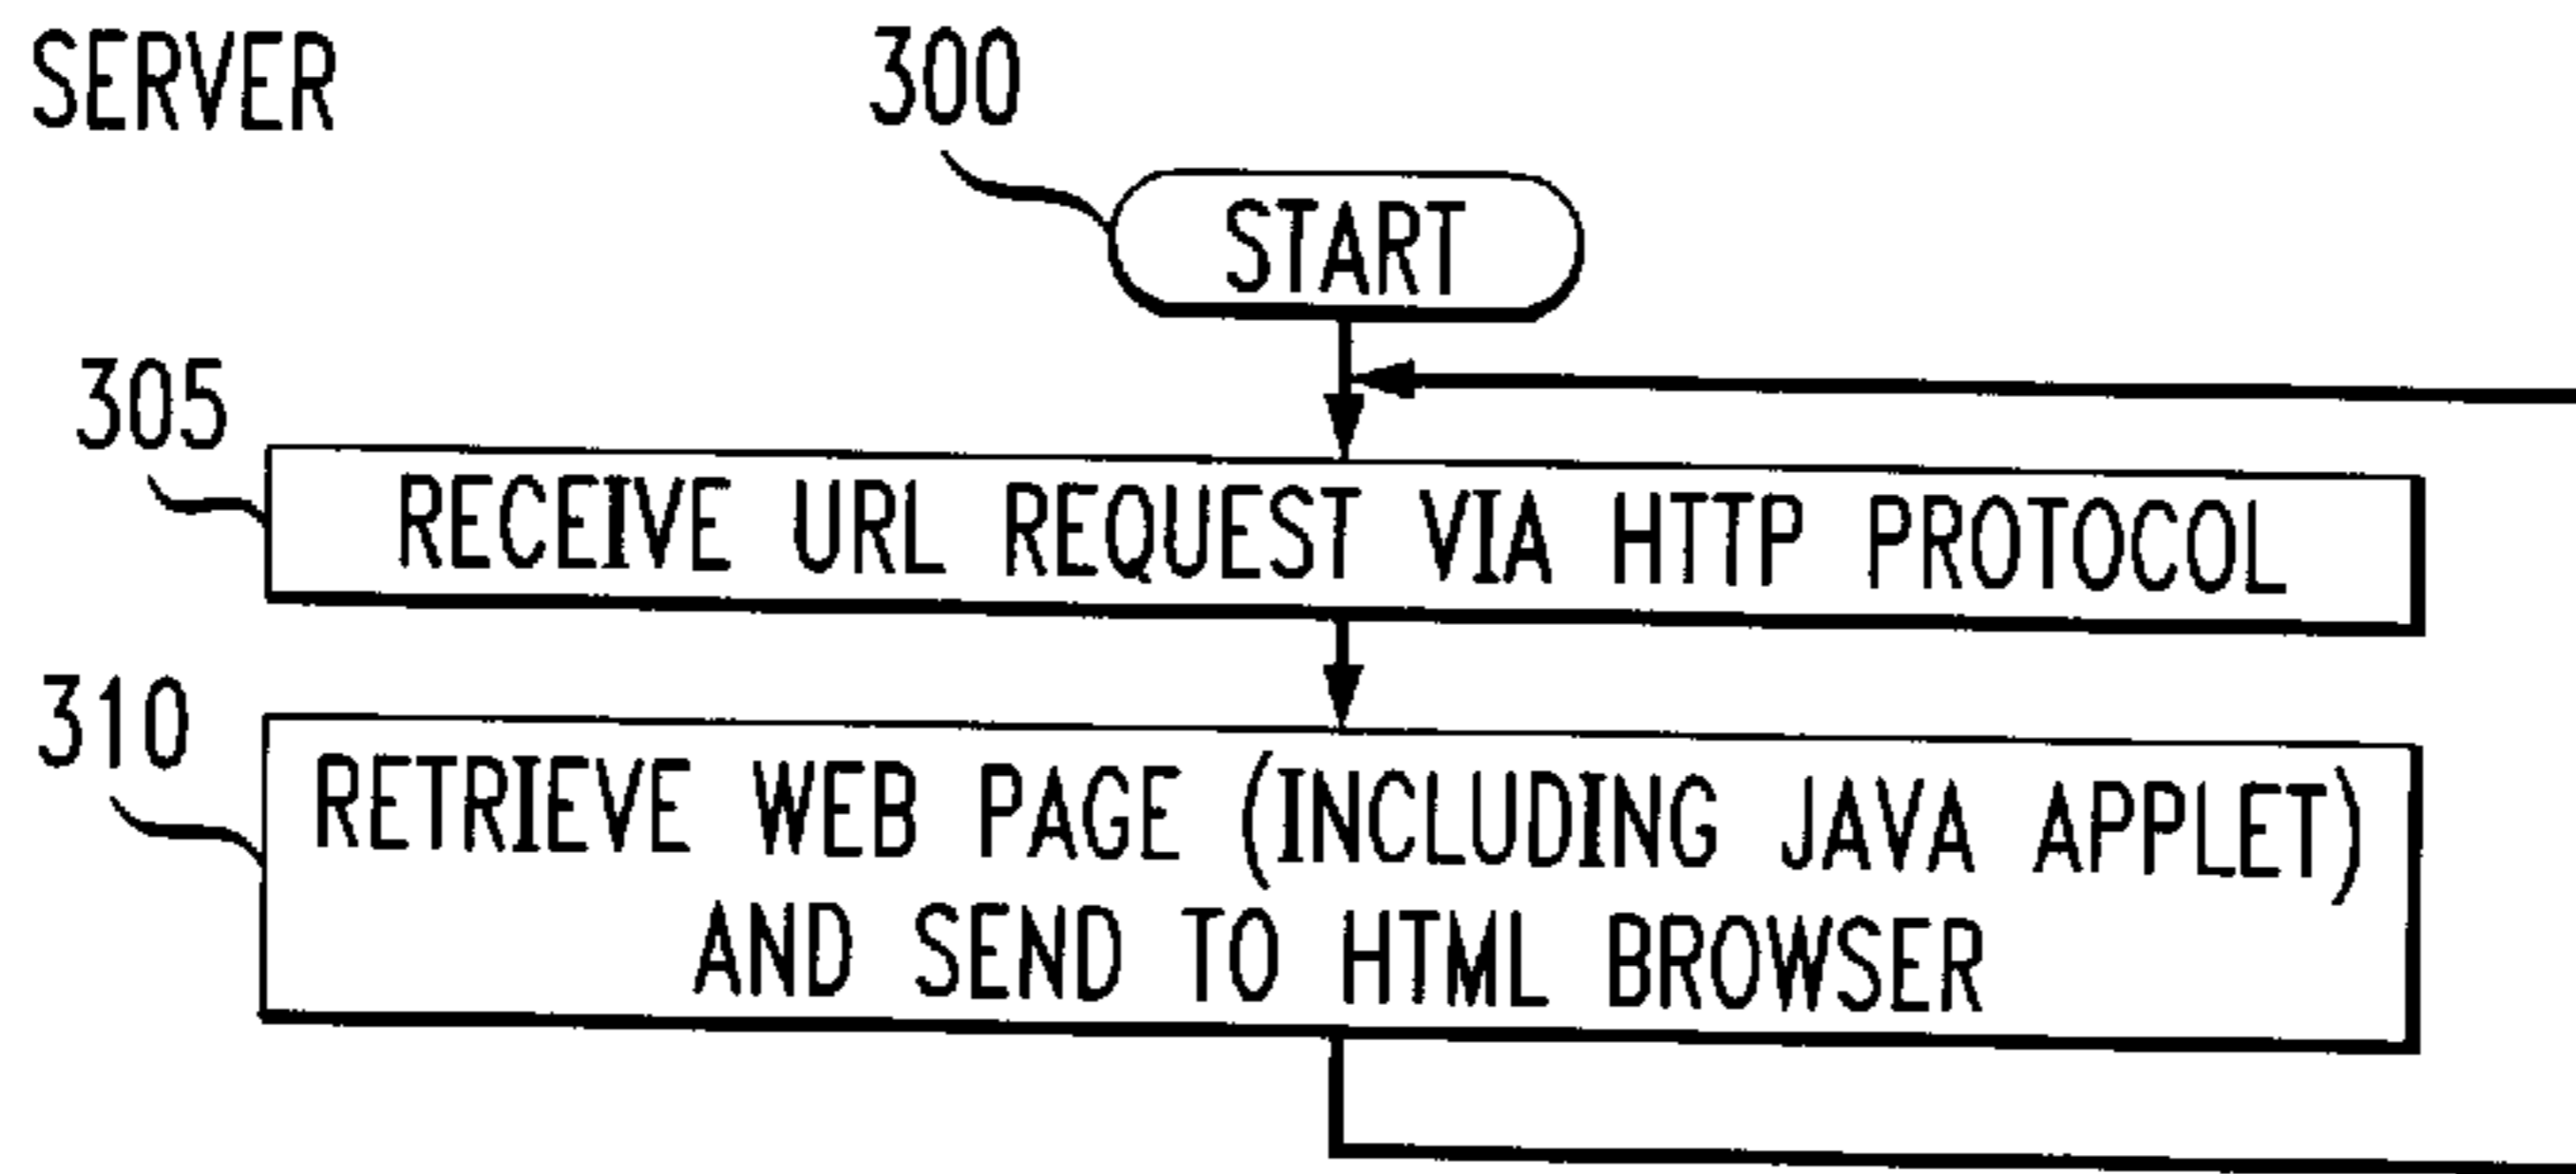 SERVER
300
START
305
RECEIVE URL REQUEST VIA HTTP PROTOCOL
310
RETRIEVE WEB PAGE (INCLUDING JAVA APPLET)
AND SEND TO HTML BROWSER